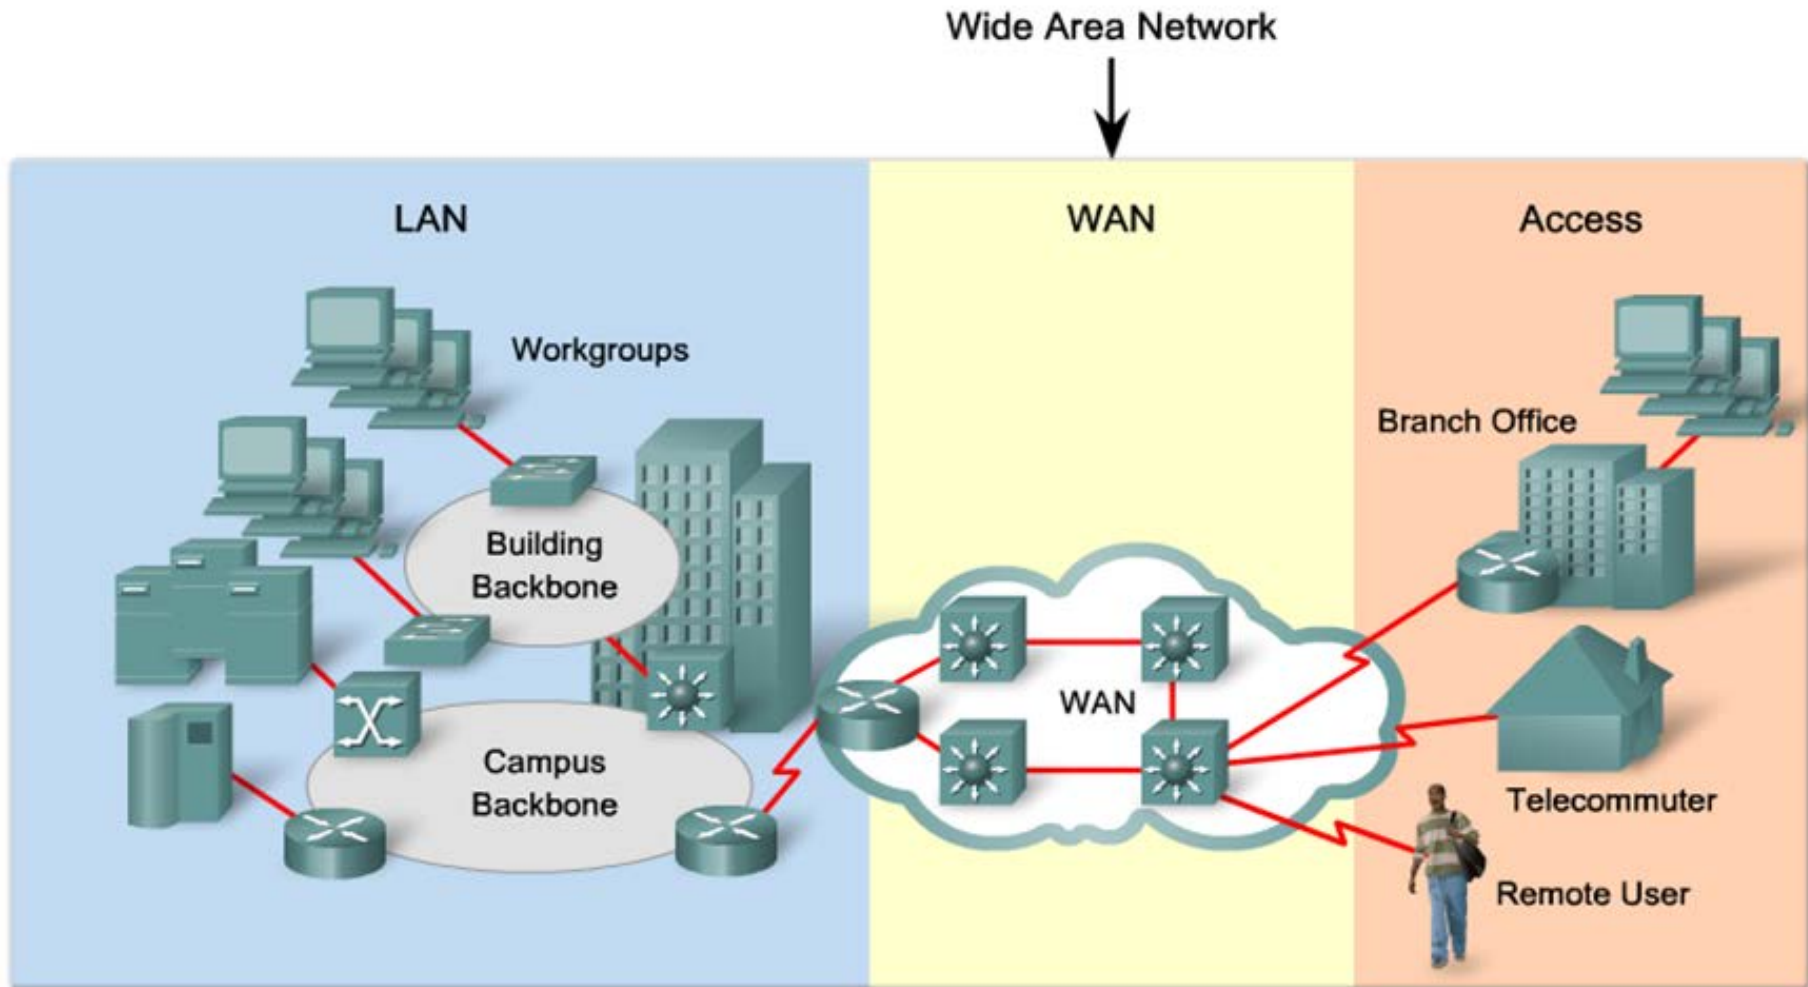 Wide Area Network
LAN
WAN
Access
Workgroups
Branch Office
Building
Backbone
WAN
Campus
Backbone
Telecommuter
Remote User